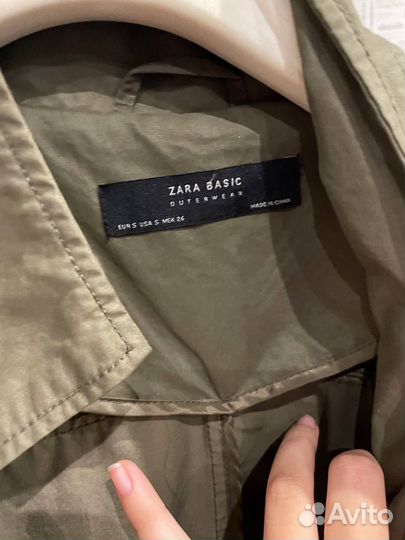 ZARA BASIC
OUTERWEAR
EUR S USA S MEX 26
MADE IN CHINA
Avito